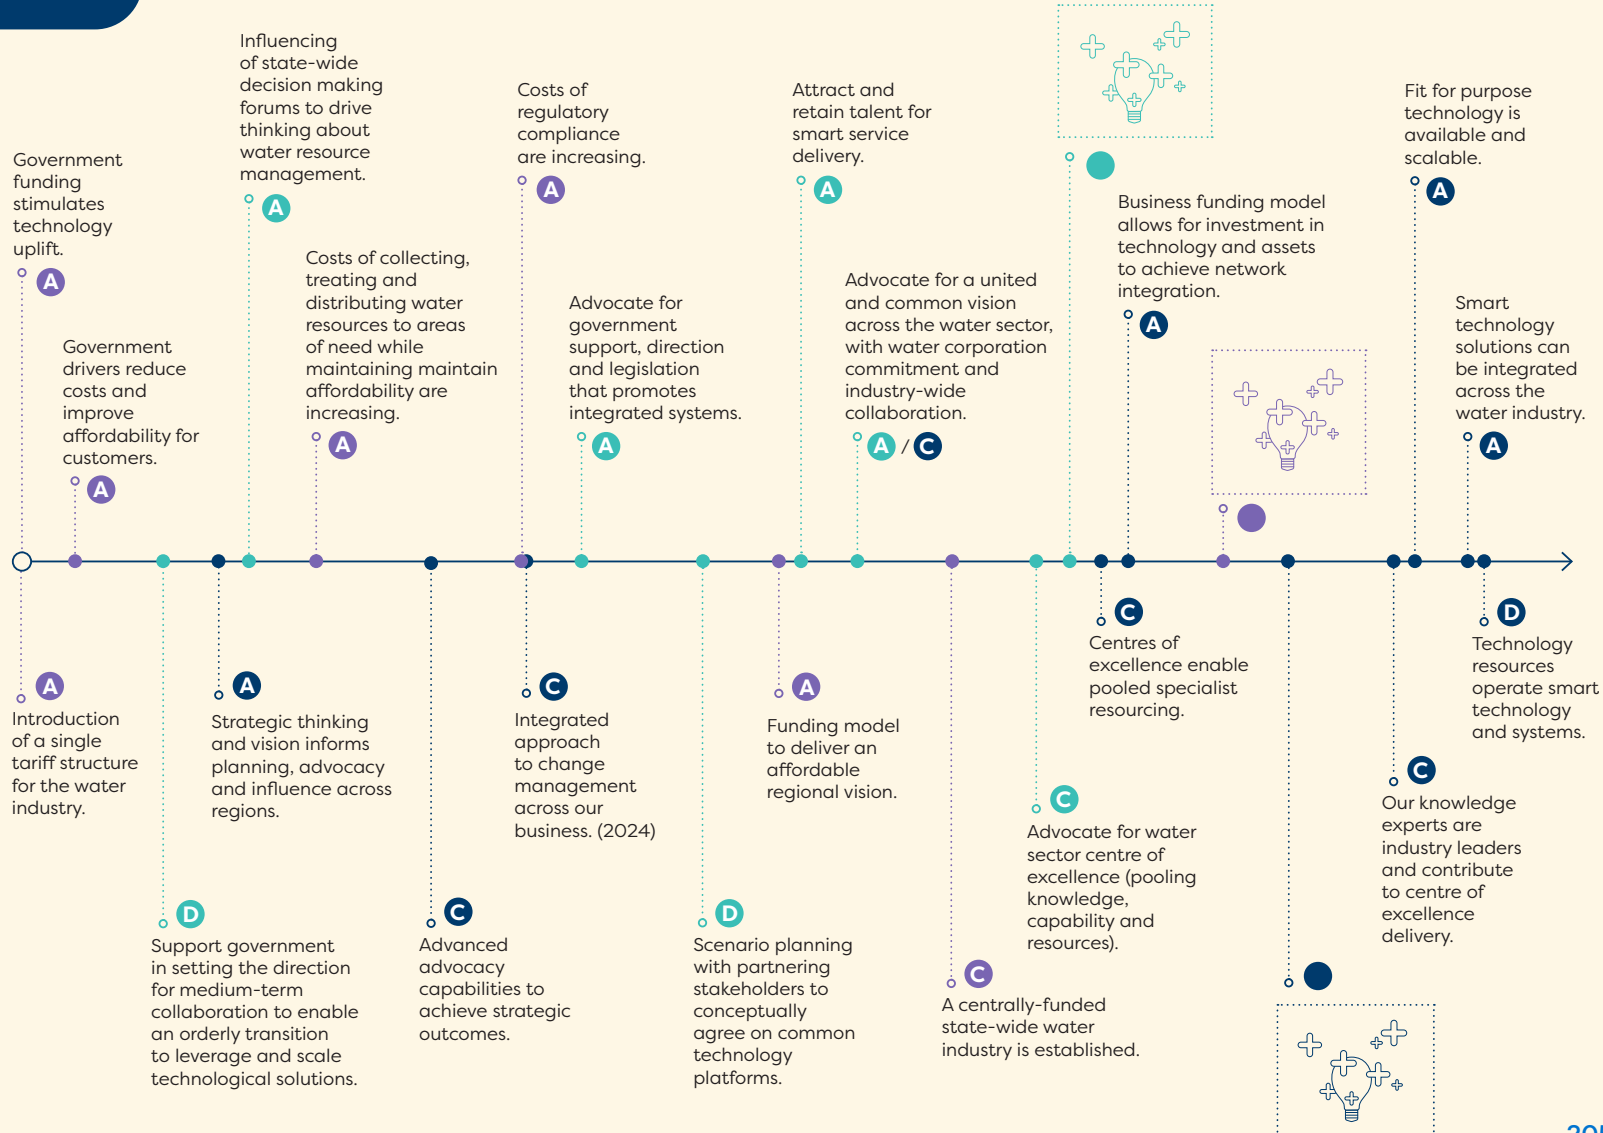 Government
funding
stimulates
technology
uplift.
A
Government
drivers reduce
costs and
improve
affordability for
customers.
A
Influencing
of state-wide
decision making
forums to drive
thinking about
water resource
management.
A
Costs of collecting,
treating and
distributing water
resources to areas
of need while
maintaining maintain
affordability are
increasing.
A
Costs of
regulatory
compliance
are increasing.
A
Advocate for
government
support, direction
and legislation
that promotes
integrated systems.
A
Attract and
retain talent for
smart service
delivery.
A
Advocate for a united
and common vision
across the water sector,
with water corporation
commitment and
industry-wide
collaboration.
A / C
Business funding model
allows for investment in
technology and assets
to achieve network
integration.
A
Fit for purpose
technology is
available and
scalable.
A
Smart
technology
solutions can
be integrated
across the
water industry.
A
A
Introduction
of a single
tariff structure
for the water
industry.
D
Support government
in setting the direction
for medium-term
collaboration to enable
an orderly transition
to leverage and scale
technological solutions.
A
Strategic thinking
and vision informs
planning, advocacy
and influence across
regions.
C
Advanced
advocacy
capabilities to
achieve strategic
outcomes.
C
Integrated
approach
to change
management
across our
business. (2024)
D
Scenario planning
with partnering
stakeholders to
conceptually
agree on common
technology
platforms.
A
Funding model
to deliver an
affordable
regional vision.
C
A centrally-funded
state-wide water
industry is established.
C
Advocate for water
sector centre of
excellence (pooling
knowledge,
capability and
resources).
C
Centres of
excellence enable
pooled specialist
resourcing.
C
Our knowledge
experts are
industry leaders
and contribute
to centre of
excellence
delivery.
D
Technology
resources
operate smart
technology
and systems.